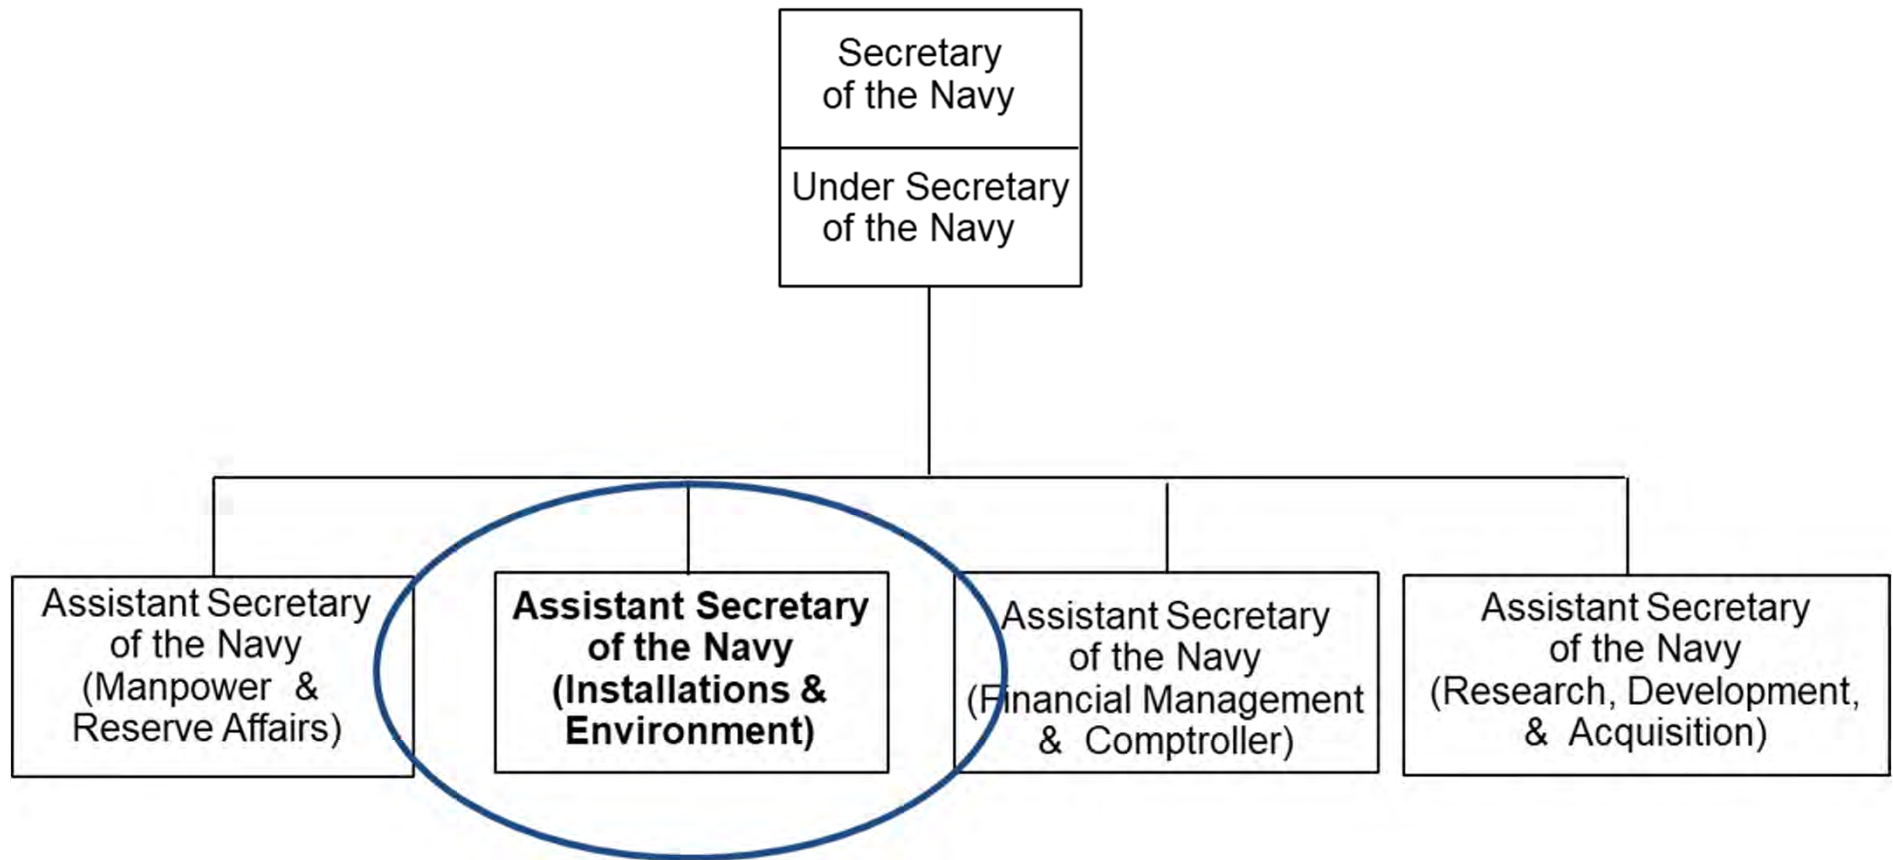 Secretary
of the Navy
Under Secretary
of the Navy
Assistant Secretary
of the Navy
(Manpower &
Reserve Affairs)
Assistant Secretary
of the Navy
(Installations &
Environment)
Assistant Secretary
of the Navy
(Financial Management
& Comptroller)
Assistant Secretary
of the Navy
(Research, Development,
& Acquisition)